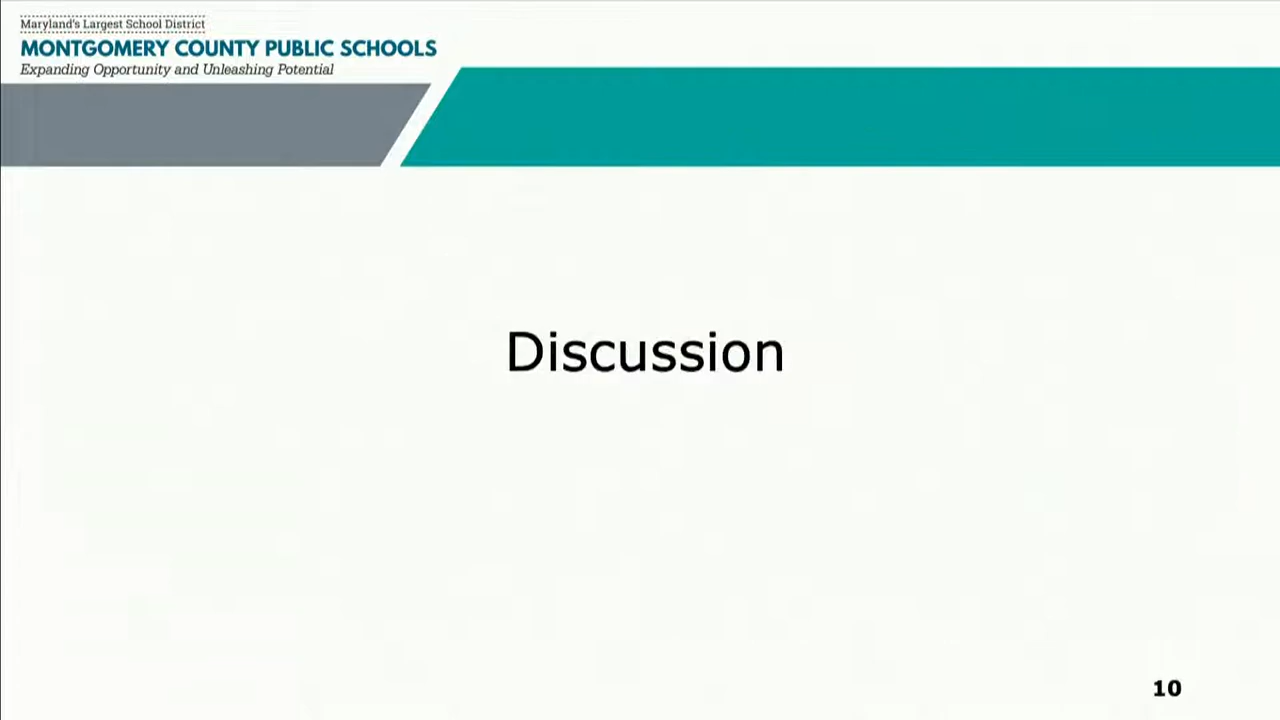 Maryland's Largest School District
MONTGOMERY COUNTY PUBLIC SCHOOLS
Expanding Opportunity and Unleashing Potential
Discussion
10